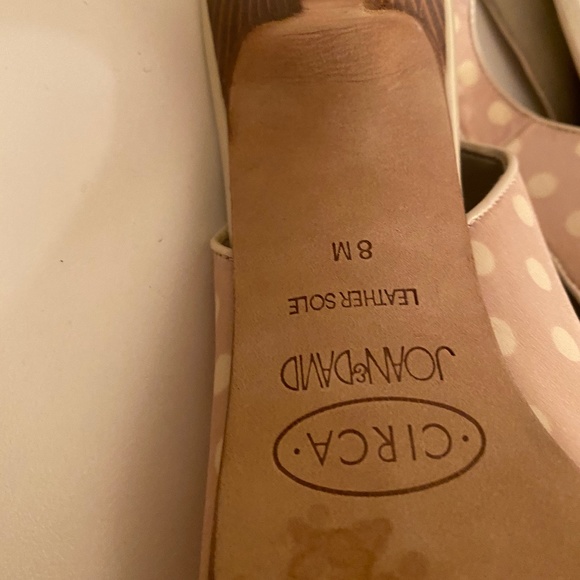 ·CIRCA·
JOAN&DAVID
LEATHER SOLE
8 M